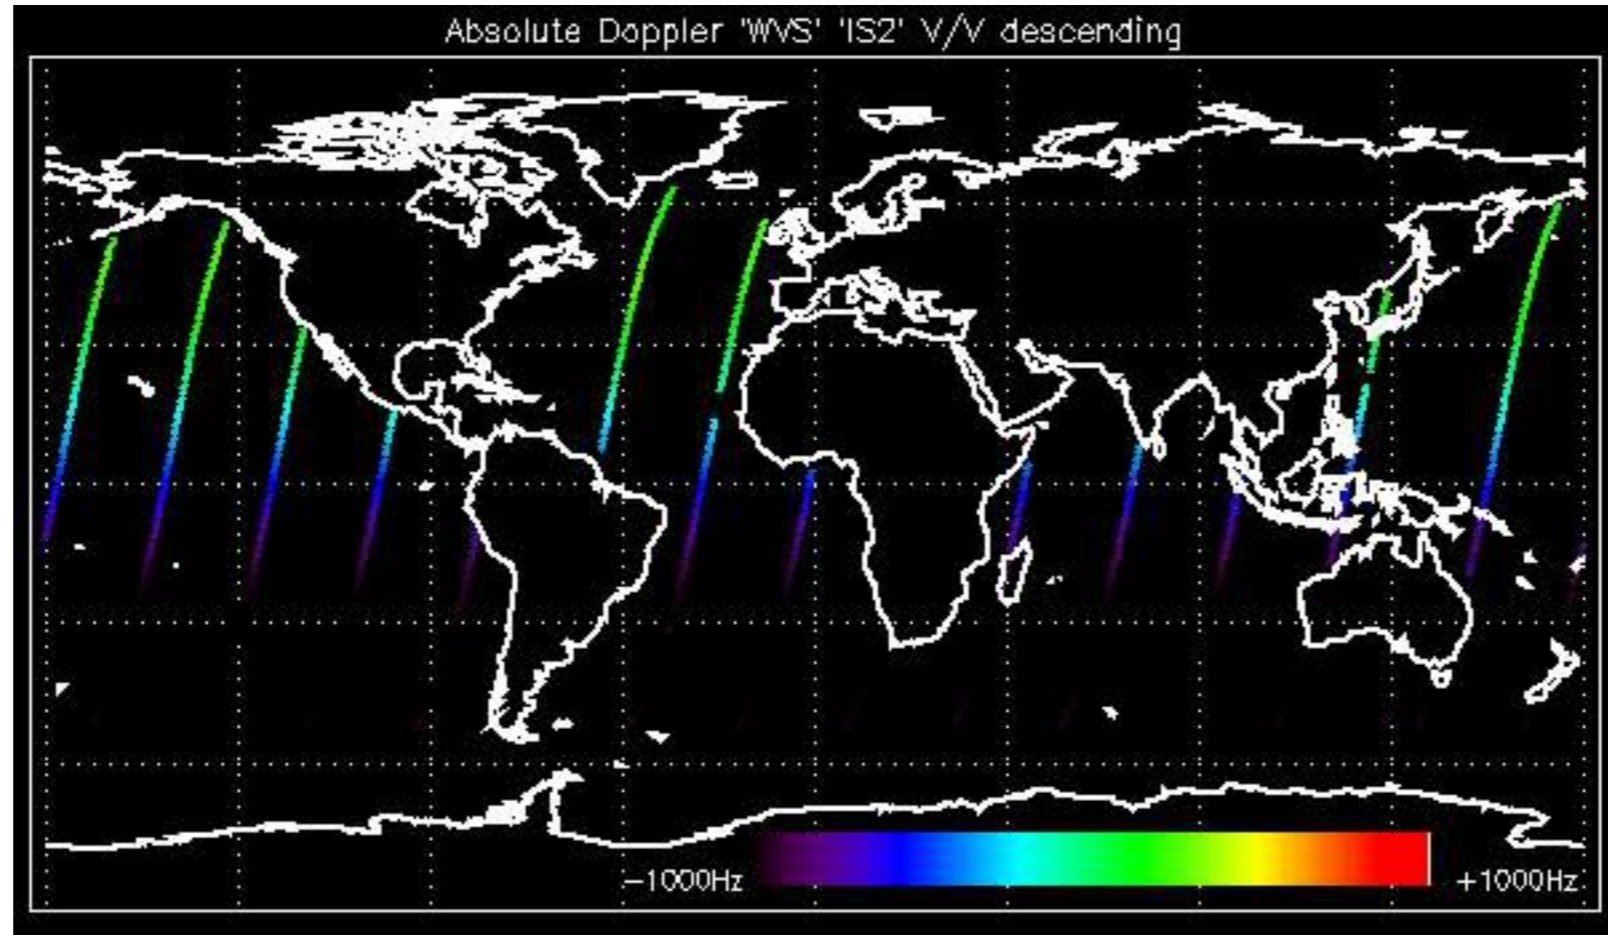 Absolute Doppler 'WVS' 'IS2' V/V descending
−1000Hz +1000Hz